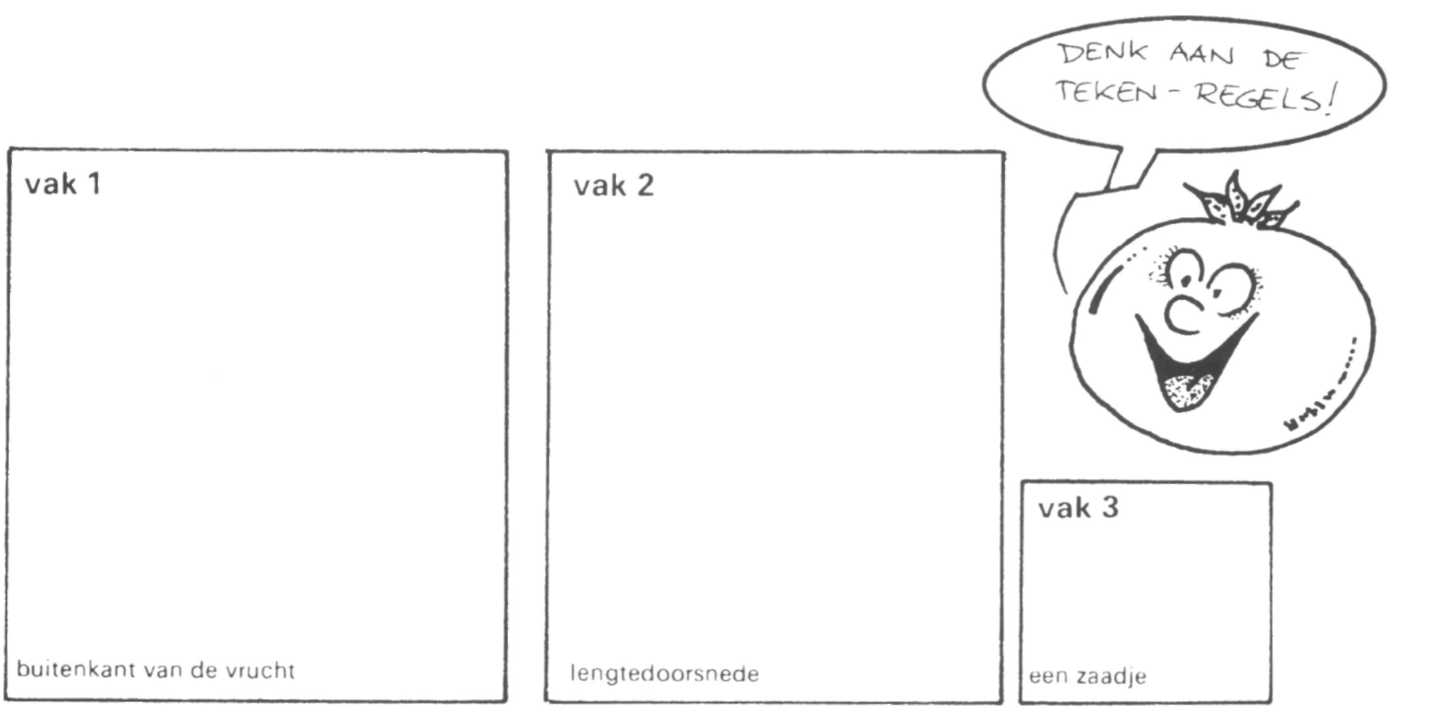 DENK AAN DE
TEKEN-REGELS!
vak 1
buitenkant van de vrucht
vak 2
lengtedoorsnede
vak 3
een zaadje